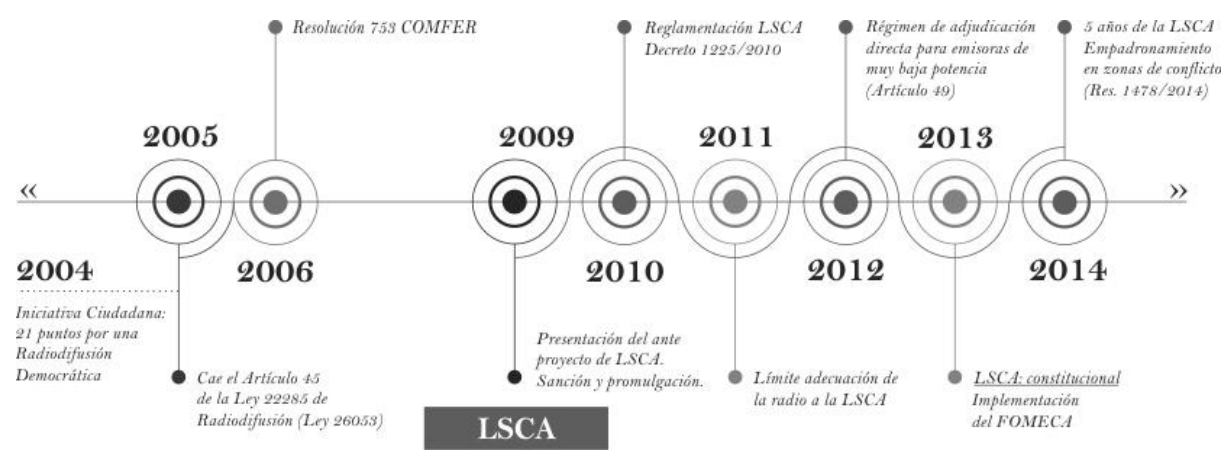 «
2004
Iniciativa Ciudadana:
21 puntos por una
Radiodifusión
Democrática
2005
Cae el Artículo 45
de la Ley 22285 de
Radiodifusión (Ley 26053)
2006
Resolución 753 COMFER
2009
Presentación del ante
proyecto de LSCA.
Sanción y promulgación.
LSCA
2010
Reglamentación LSCA
Decreto 1225/2010
2011
Límite adecuación de
la radio a la LSCA
2012
Régimen de adjudicación
directa para emisoras de
muy baja potencia
(Artículo 49)
2013
LSCA: constitucional
Implementación
del FOMECA
2014
5 años de la LSCA
Empadronamiento
en zonas de conflicto
(Res. 1478/2014)
»